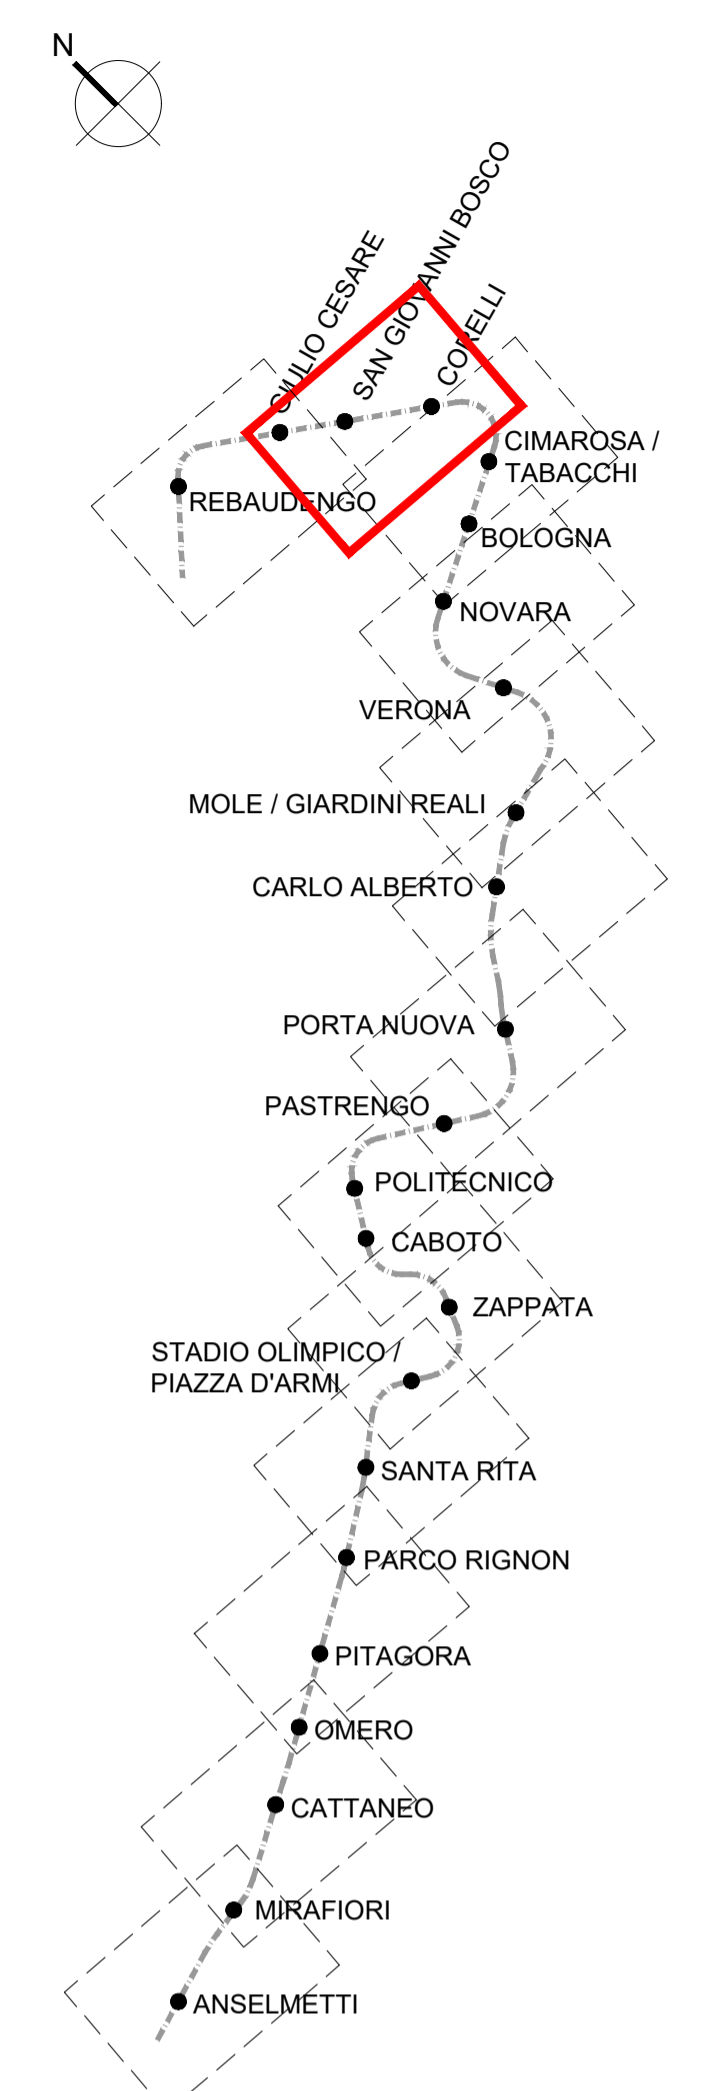 N
GIULIO CESARE
SAN GIOVANNI BOSCO
CORELLI
CIMAROSA /
TABACCHI
REBAUDENGO
BOLOGNA
NOVARA
VERONA
MOLE / GIARDINI REALI
CARLO ALBERTO
PORTA NUOVA
PASTRENGO
POLITECNICO
CABOTO
ZAPPATA
STADIO OLIMPICO /
PIAZZA D'ARMI
SANTA RITA
PARCO RIGNON
PITAGORA
OMERO
CATTANEO
MIRAFIORI
ANSELMETTI